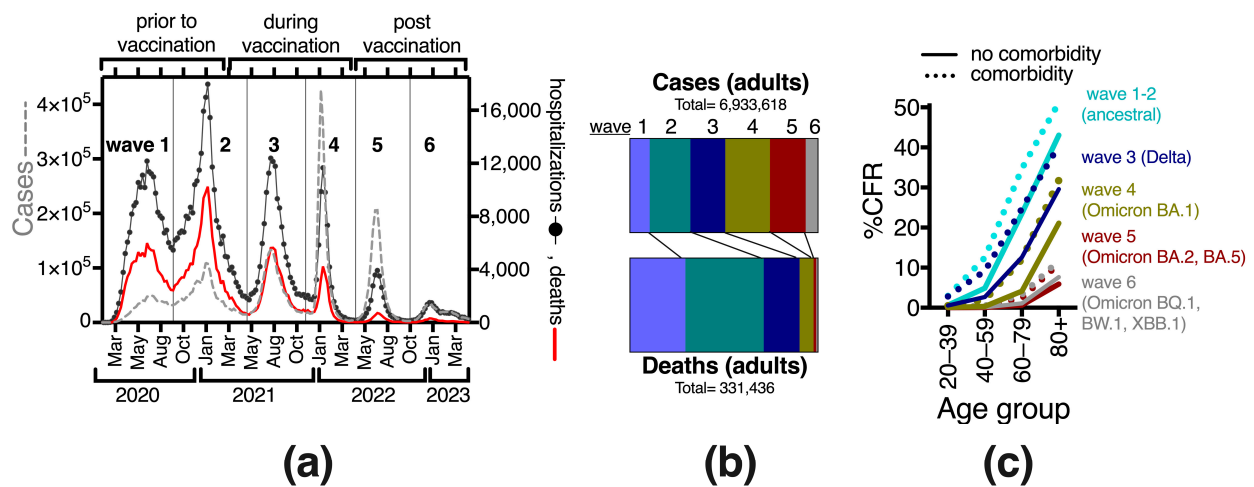 prior to
vaccination
during
vaccination
post
vaccination
Cases
4×10⁵
3×10⁵
2×10⁵
1×10⁵
0
wave 1
2
3
4
5
6
16,000
12,000
8,000
4,000
0
hospitalizations , deaths
Mar
May
Aug
Oct
Jan
Mar
May
Aug
Oct
Jan
Mar
May
Aug
Oct
Jan
Mar
2020
2021
2022
2023
(a)
Cases (adults)
Total= 6,933,618
wave 1 2 3 4 5 6
Deaths (adults)
Total= 331,436
(b)
no comorbidity
comorbidity
%CFR
50
40
30
20
10
0
wave 1-2
(ancestral)
wave 3 (Delta)
wave 4
(Omicron BA.1)
wave 5
(Omicron BA.2, BA.5)
wave 6
(Omicron BQ.1,
BW.1, XBB.1)
20–39
40–59
60–79
80+
Age group
(c)